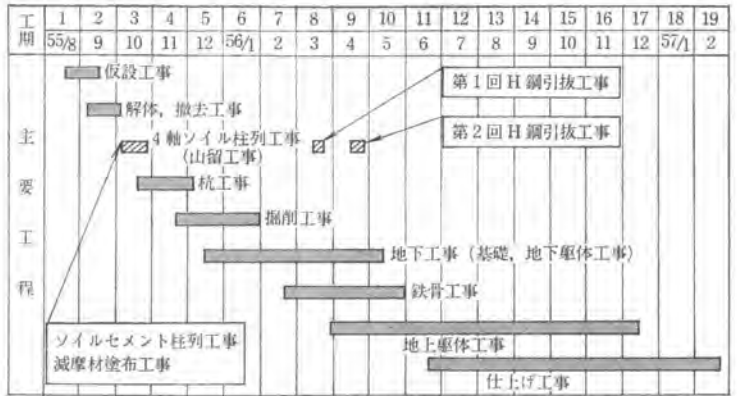 工期 1 2 3 4 5 6 7 8 9 10 11 12 13 14 15 16 17 18 19
55/8 9 10 11 12 56/1 2 3 4 5 6 7 8 9 10 11 12 57/1 2
主要工程
仮設工事
第1回H鋼引抜工事
解体，撤去工事
第2回H鋼引抜工事
4軸ソイル柱列工事
(山留工事)
杭工事
掘削工事
地下工事（基礎，地下躯体工事）
鉄骨工事
ソイルセメント柱列工事
減摩材塗布工事
地上躯体工事
仕上げ工事